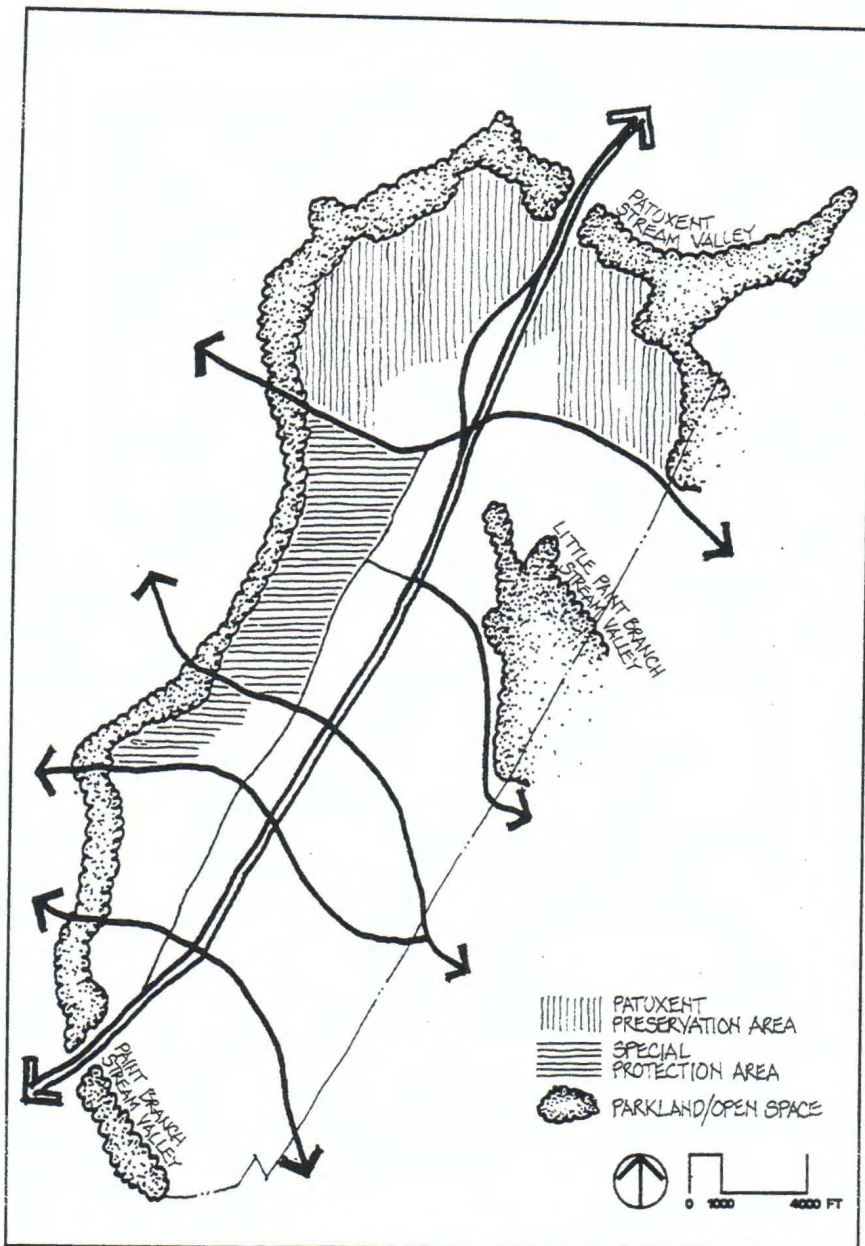 PATUXENT
STREAM VALLEY
LITTLE PAINT BRANCH
STREAM VALLEY
PAINT BRANCH
STREAM VALLEY
PATUXENT
PRESERVATION AREA
SPECIAL
PROTECTION AREA
PARKLAND/OPEN SPACE
0 1000 4000 FT